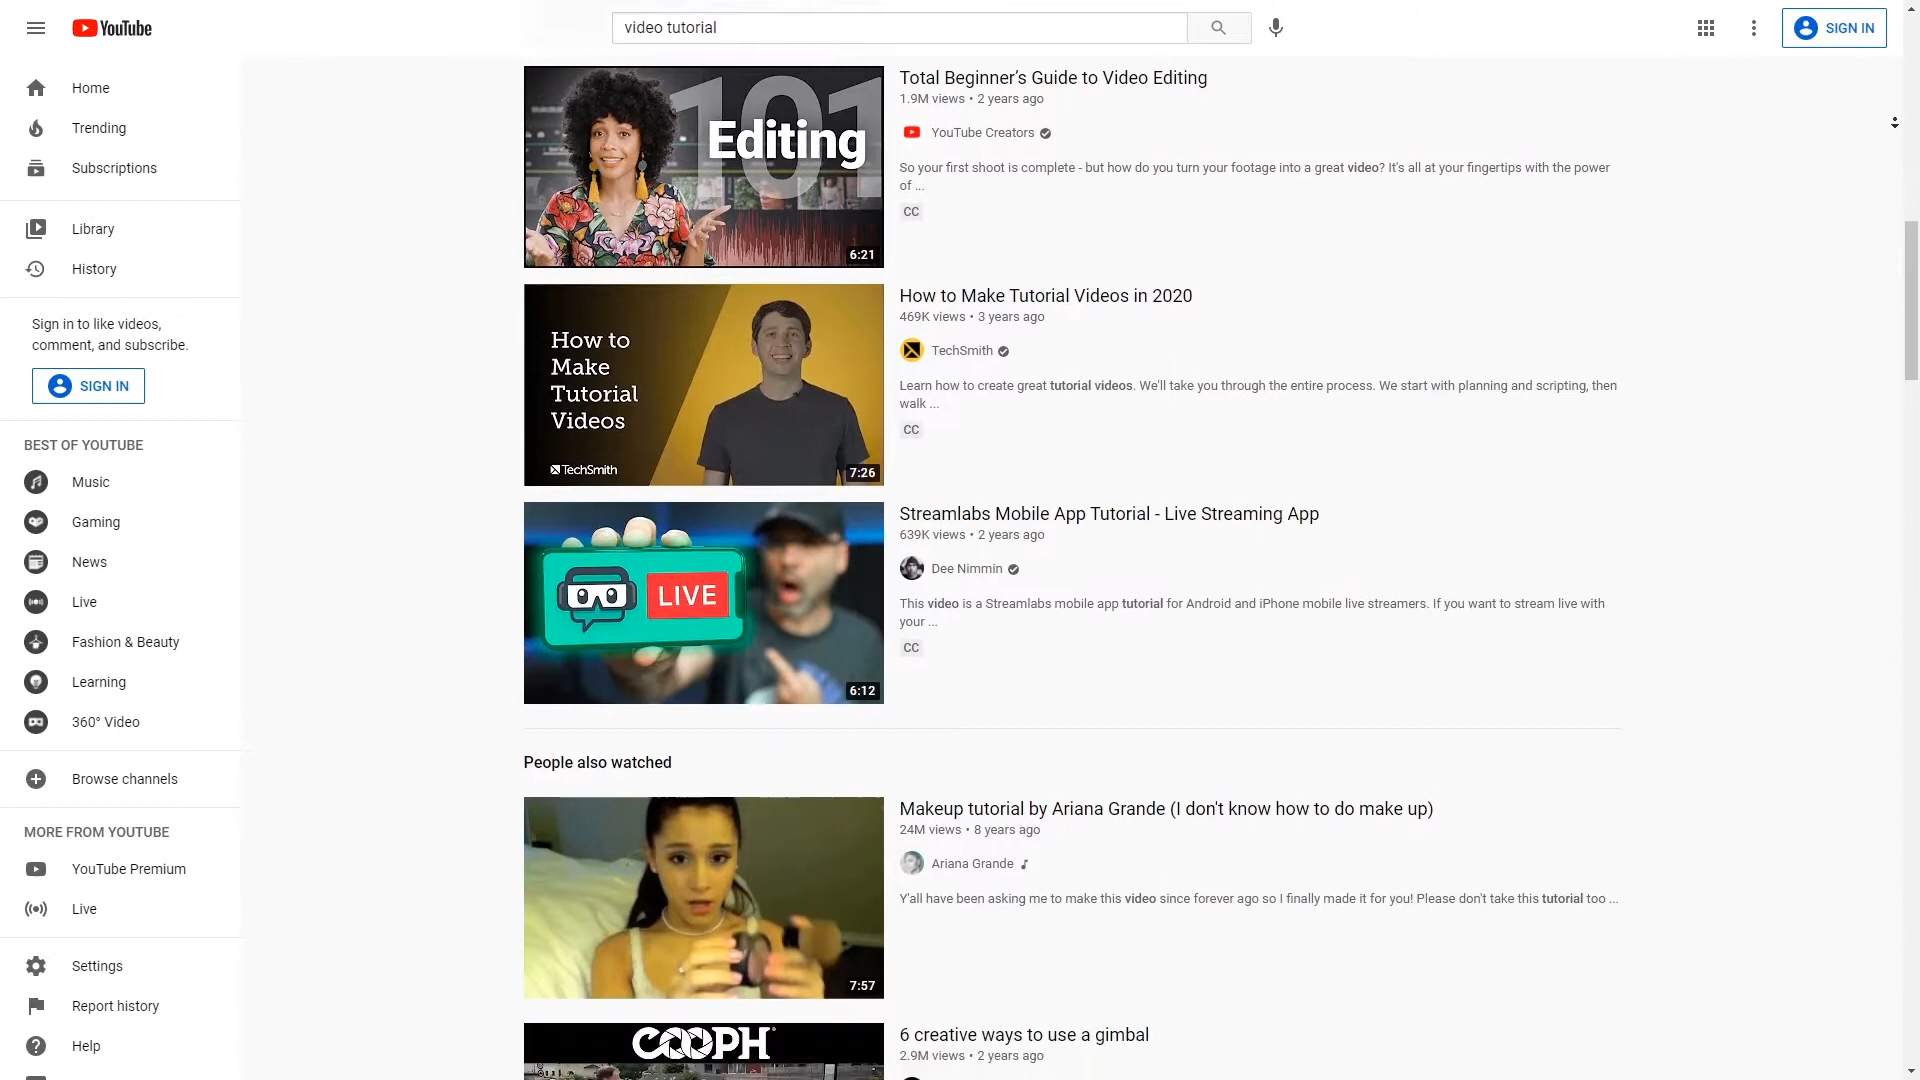 YouTube
video tutorial
SIGN IN
Home
Trending
Subscriptions
Library
History
Sign in to like videos,
comment, and subscribe.
SIGN IN
BEST OF YOUTUBE
Music
Gaming
News
Live
Fashion & Beauty
Learning
360° Video
Browse channels
MORE FROM YOUTUBE
YouTube Premium
Live
Settings
Report history
Help
101
Editing
6:21
Total Beginner’s Guide to Video Editing
1.9M views • 2 years ago
YouTube Creators
So your first shoot is complete - but how do you turn your footage into a great video? It's all at your fingertips with the power
of ...
CC
How to
Make
Tutorial
Videos
TechSmith
7:26
How to Make Tutorial Videos in 2020
469K views • 3 years ago
TechSmith
Learn how to create great tutorial videos. We'll take you through the entire process. We start with planning and scripting, then
walk ...
CC
LIVE
6:12
Streamlabs Mobile App Tutorial - Live Streaming App
639K views • 2 years ago
Dee Nimmin
This video is a Streamlabs mobile app tutorial for Android and iPhone mobile live streamers. If you want to stream live with
your ...
CC
People also watched
7:57
Makeup tutorial by Ariana Grande (I don't know how to do make up)
24M views • 8 years ago
Ariana Grande
Y'all have been asking me to make this video since forever ago so I finally made it for you! Please don't take this tutorial too ...
COOPH
6 creative ways to use a gimbal
2.9M views • 2 years ago